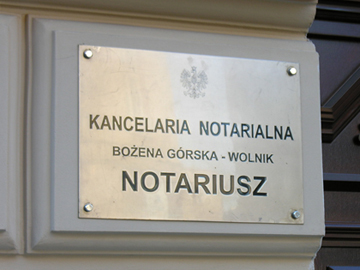 KANCELARIA NOTARIALNA
BOŻENA GÓRSKA - WOLNIK
NOTARIUSZ